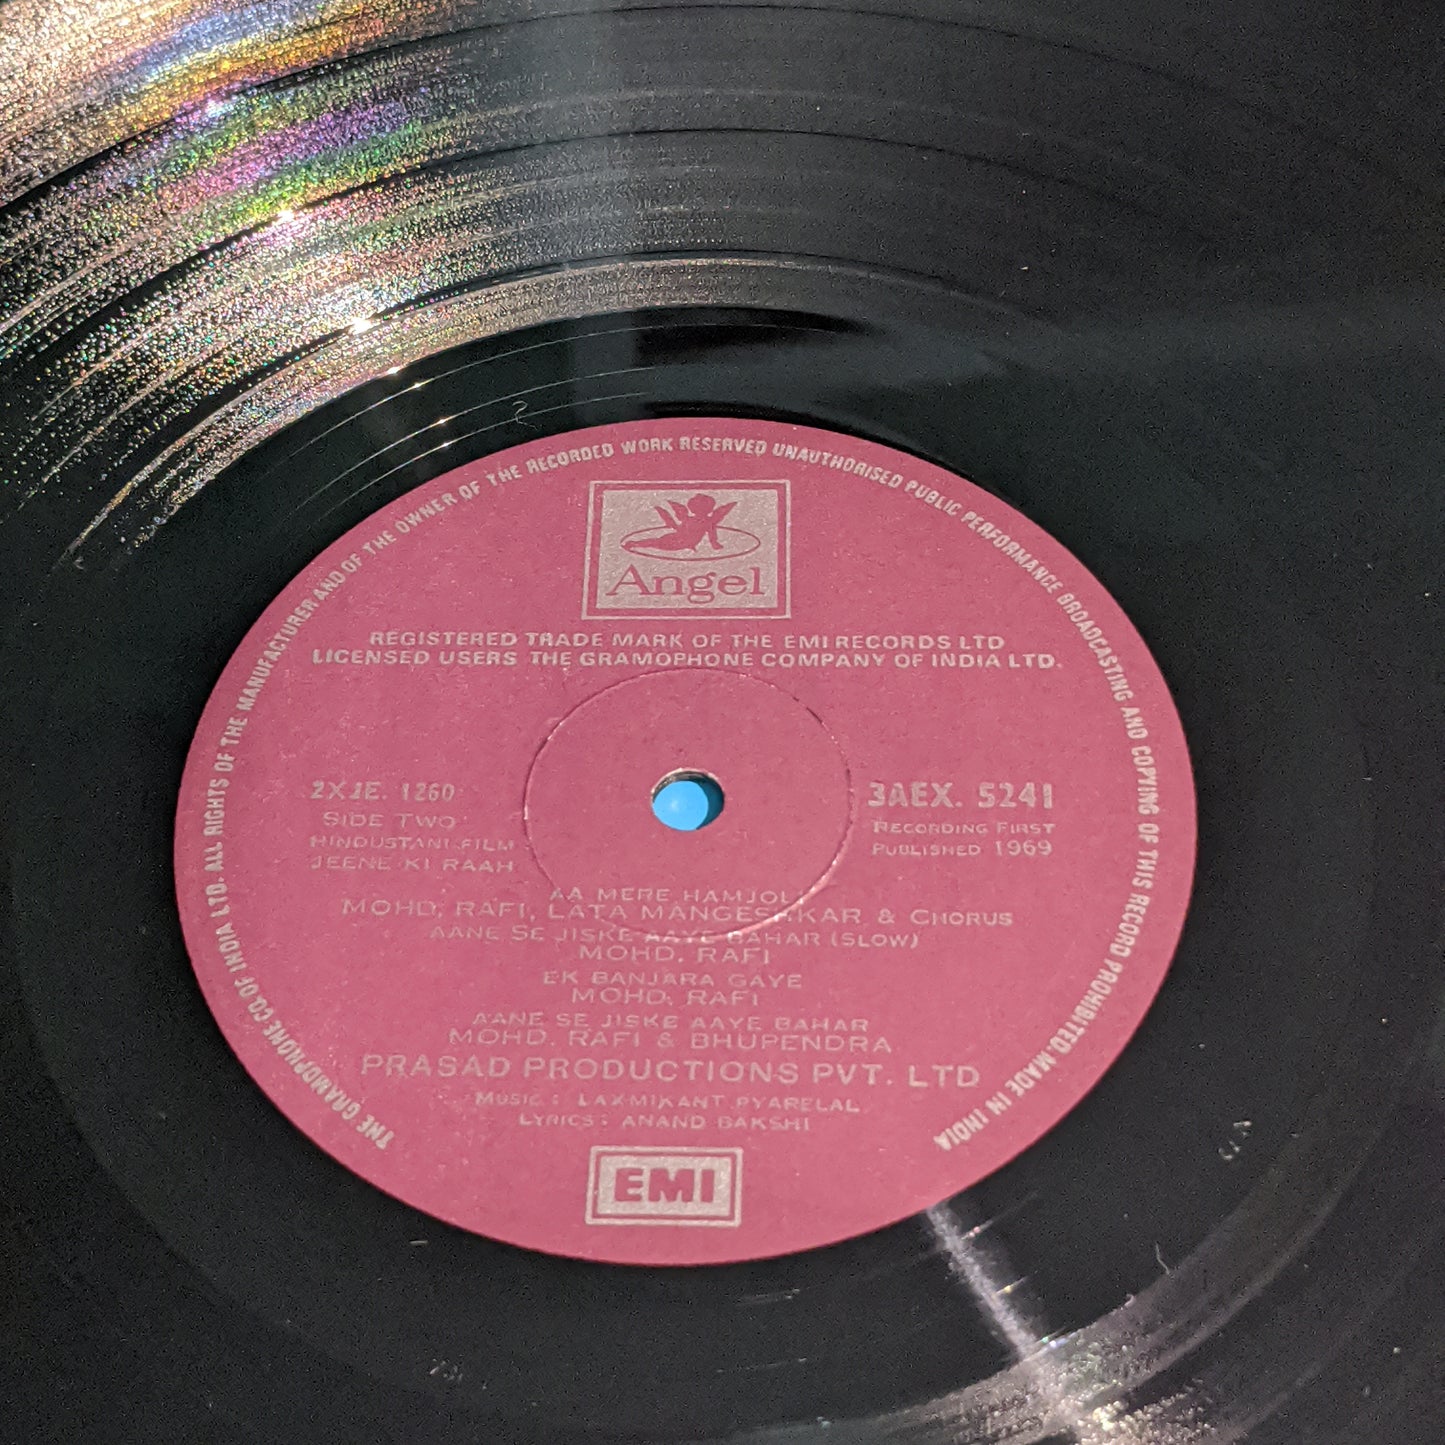 THE GRAMOPHONE CO. OF INDIA LTD. ALL RIGHTS OF THE MANUFACTURER AND OF THE OWNER OF THE RECORDED WORK RESERVED UNAUTHORISED PUBLIC PERFORMANCE BROADCASTING AND COPYING OF THIS RECORD PROHIBITED. MADE IN INDIA
Angel
REGISTERED TRADE MARK OF THE EMI RECORDS LTD
LICENSED USERS THE GRAMOPHONE COMPANY OF INDIA LTD.
2XJE. 1260
SIDE TWO
HINDUSTANI FILM
JEENE KI RAAH
3AEX. 5241
RECORDING FIRST
PUBLISHED 1969
AA MERE HAMJOLI
MOHD. RAFI, LATA MANGESHKAR & CHORUS
AANE SE JISKE AAYE BAHAR (SLOW)
MOHD. RAFI
EK BANJARA GAYE
MOHD. RAFI
AANE SE JISKE AAYE BAHAR
MOHD. RAFI & BHUPENDRA
PRASAD PRODUCTIONS PVT. LTD
MUSIC : LAXMIKANT PYARELAL
LYRICS : ANAND BAKSHI
EMI